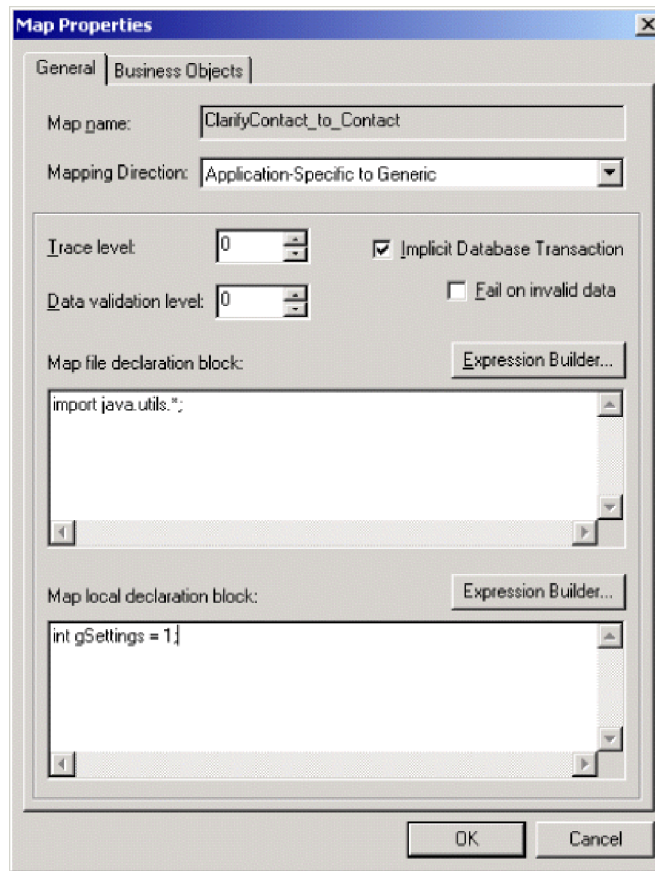 Map Properties
General Business Objects
Map name: ClarifyContact_to_Contact
Mapping Direction: Application-Specific to Generic
Trace level: 0 Implicit Database Transaction
Data validation level: 0 Fail on invalid data
Map file declaration block: Expression Builder...
import java.utils.*;
Map local declaration block: Expression Builder...
int gSettings = 1;
OK Cancel